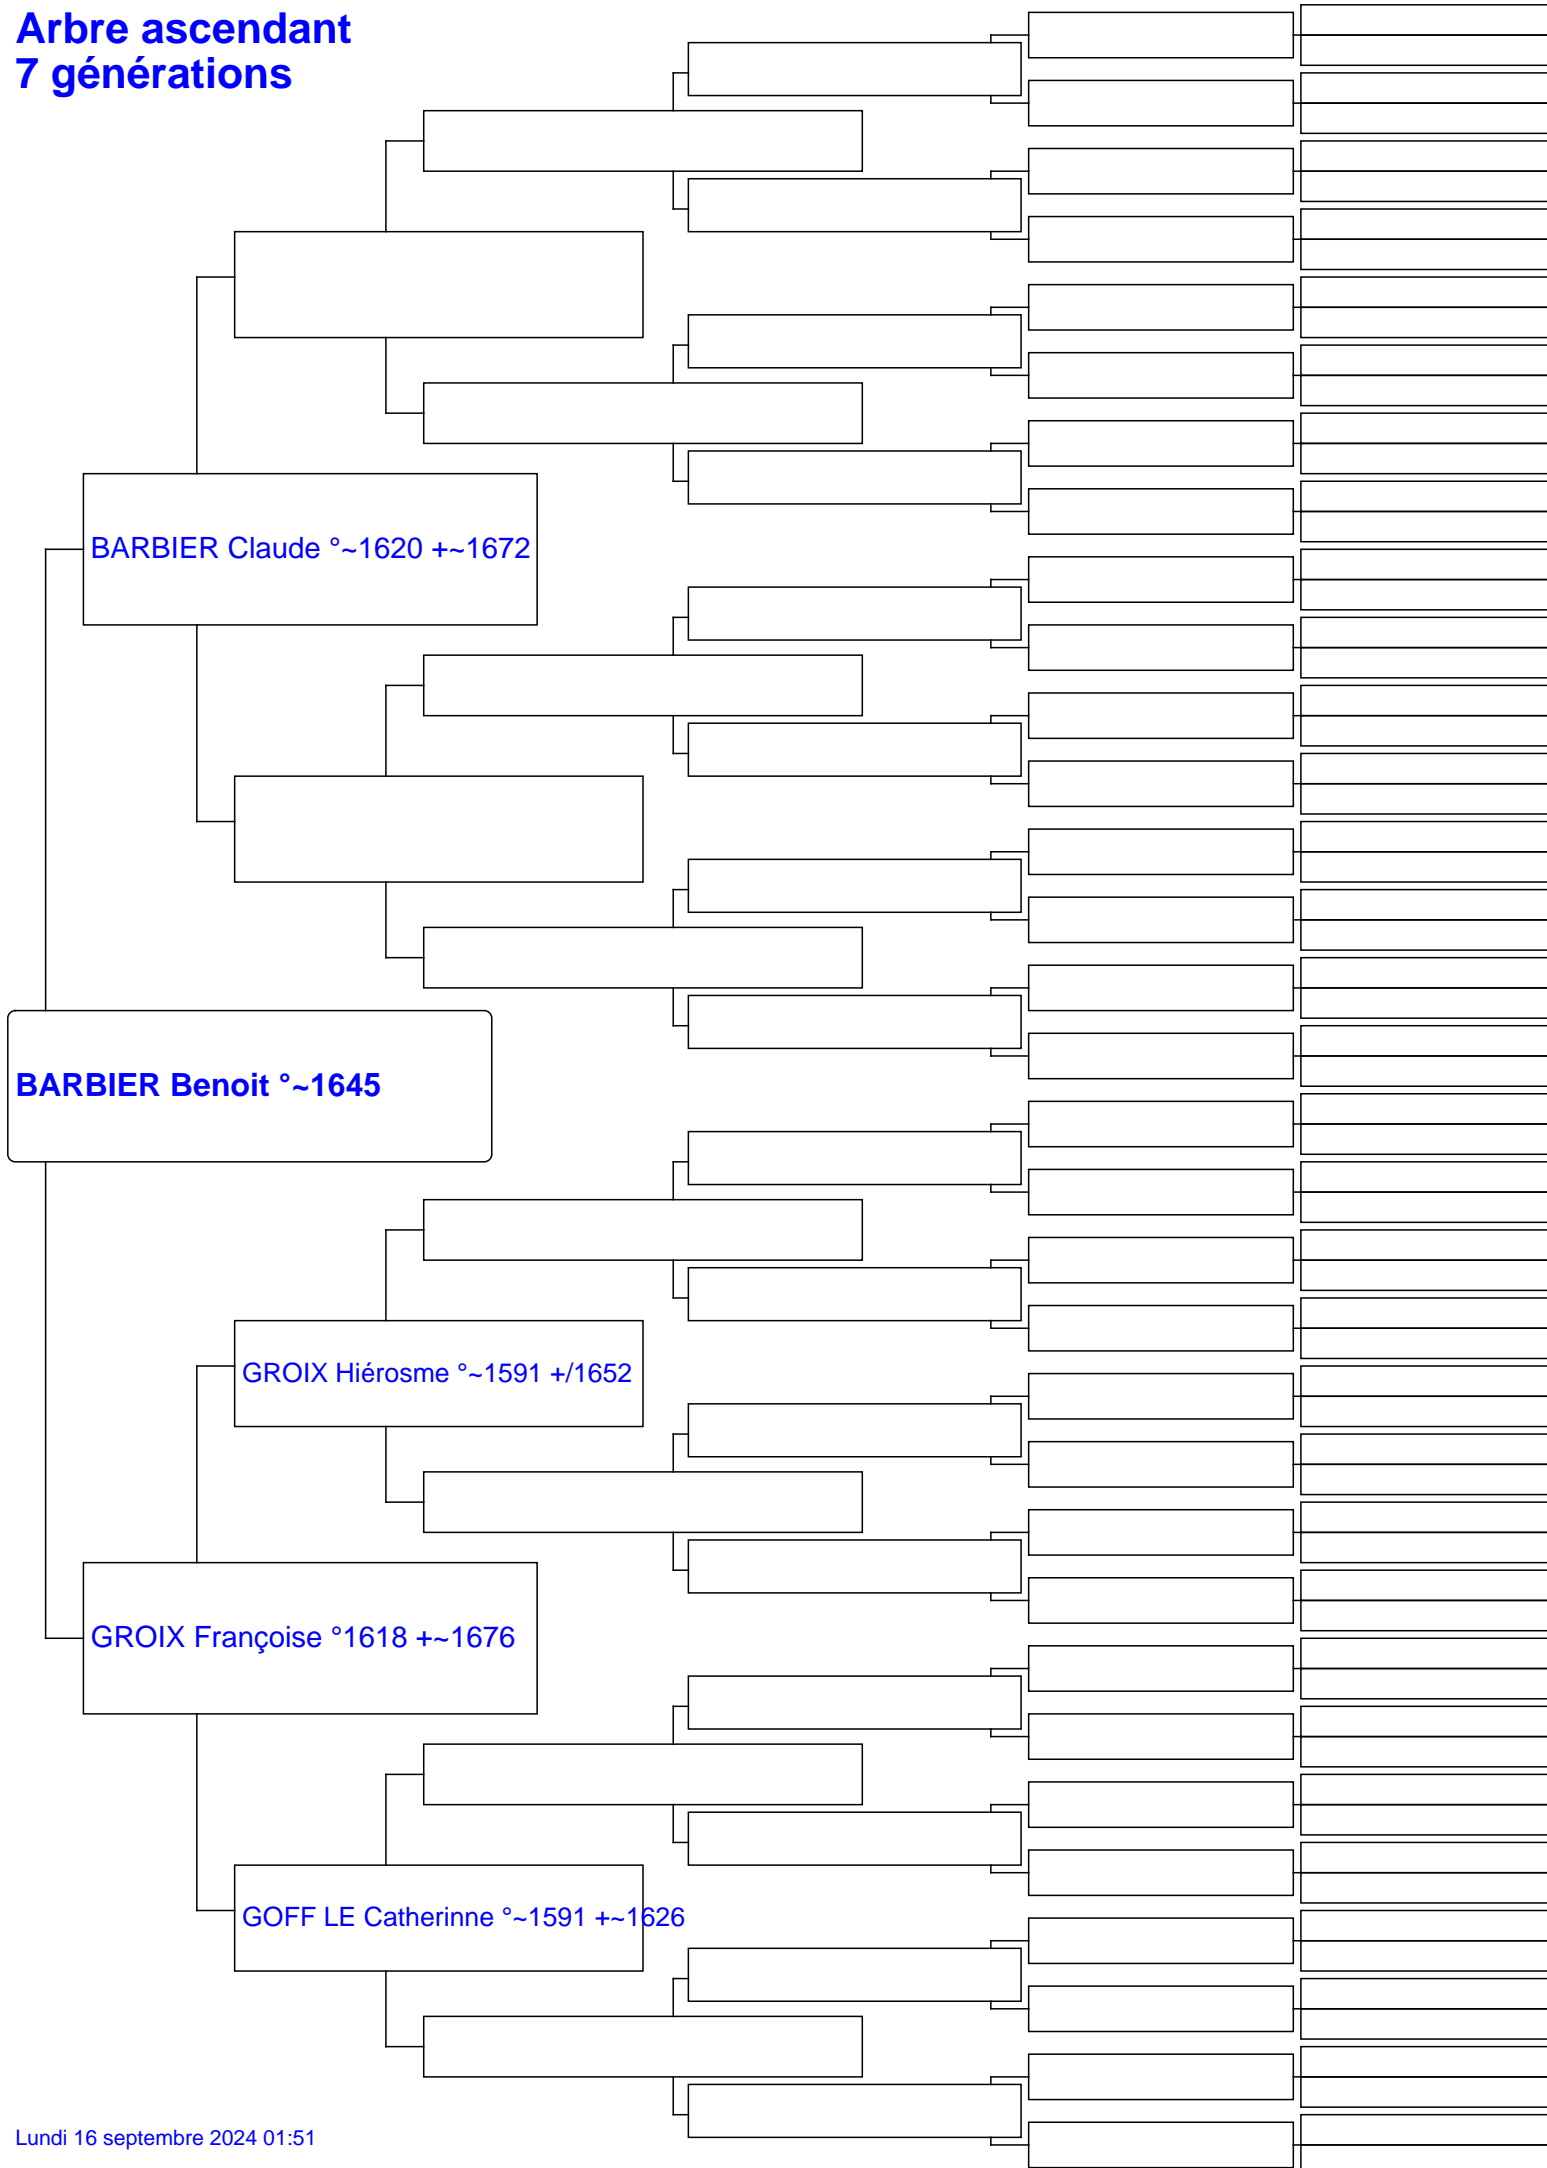 Arbre ascendant
7 générations
BARBIER Claude °~1620 +~1672
BARBIER Benoit °~1645
GROIX Hiérosme °~1591 +/1652
GROIX Françoise °1618 +~1676
GOFF LE Catherinne °~1591 +~1626
Lundi 16 septembre 2024 01:51